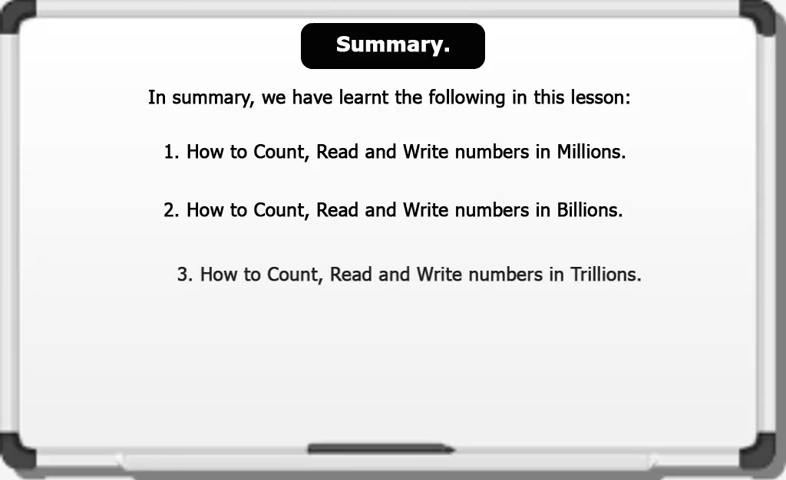 Summary.
In summary, we have learnt the following in this lesson:
1. How to Count, Read and Write numbers in Millions.
2. How to Count, Read and Write numbers in Billions.
3. How to Count, Read and Write numbers in Trillions.